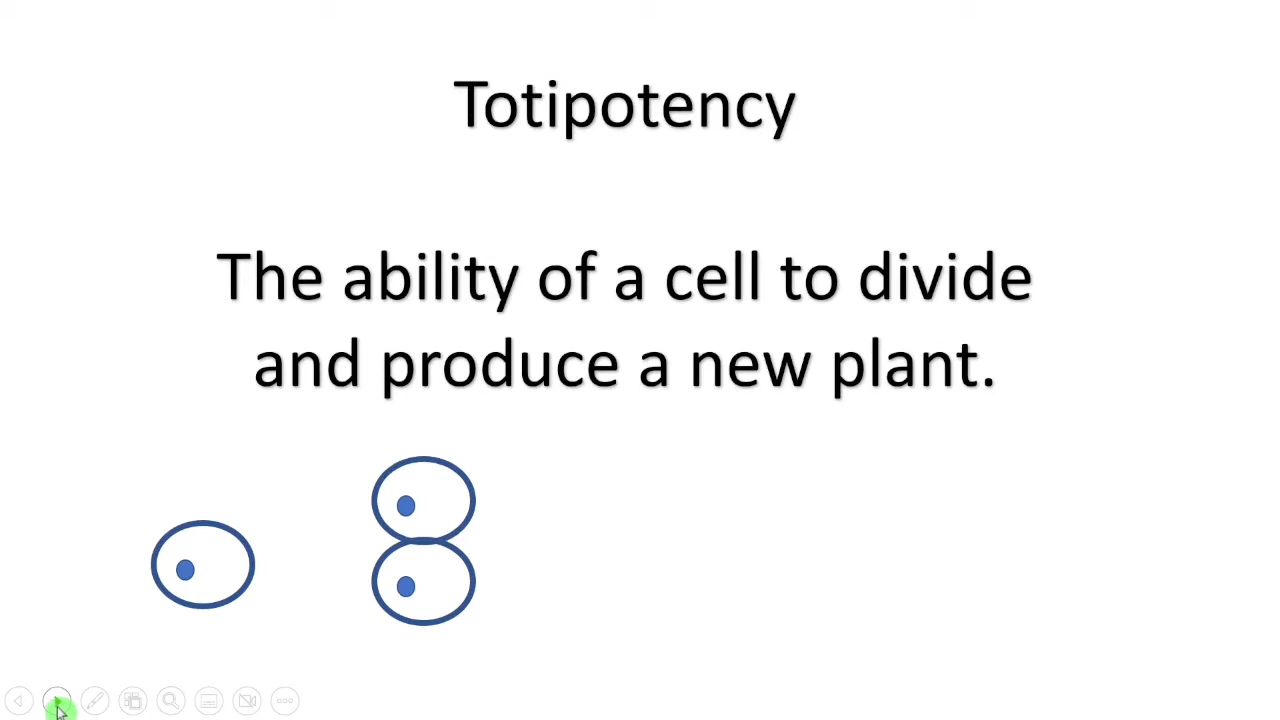 Totipotency
The ability of a cell to divide
and produce a new plant.